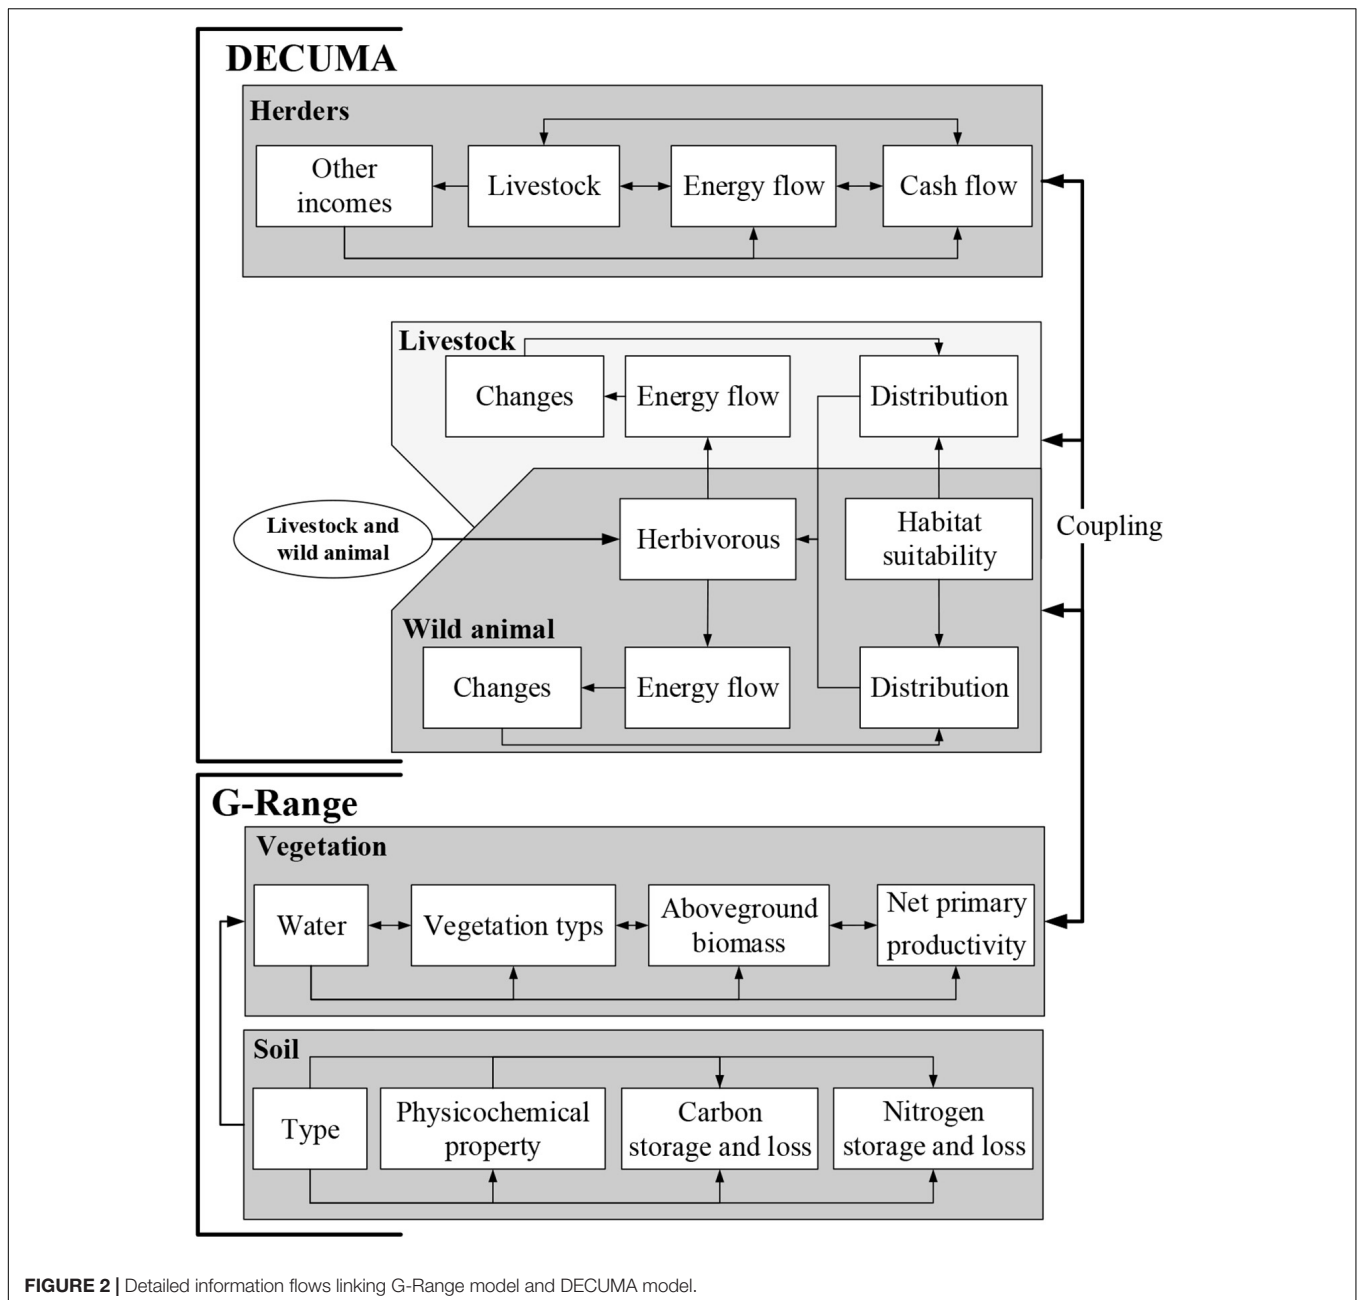 DECUMA
Herders
Other
incomes
Livestock
Energy flow
Cash flow
Livestock
Changes
Energy flow
Distribution
Livestock and
wild animal
Herbivorous
Habitat
suitability
Coupling
Wild animal
Changes
Energy flow
Distribution
G-Range
Vegetation
Water
Vegetation typs
Aboveground
biomass
Net primary
productivity
Soil
Type
Physicochemical
property
Carbon
storage and loss
Nitrogen
storage and loss
FIGURE 2 | Detailed information flows linking G-Range model and DECUMA model.